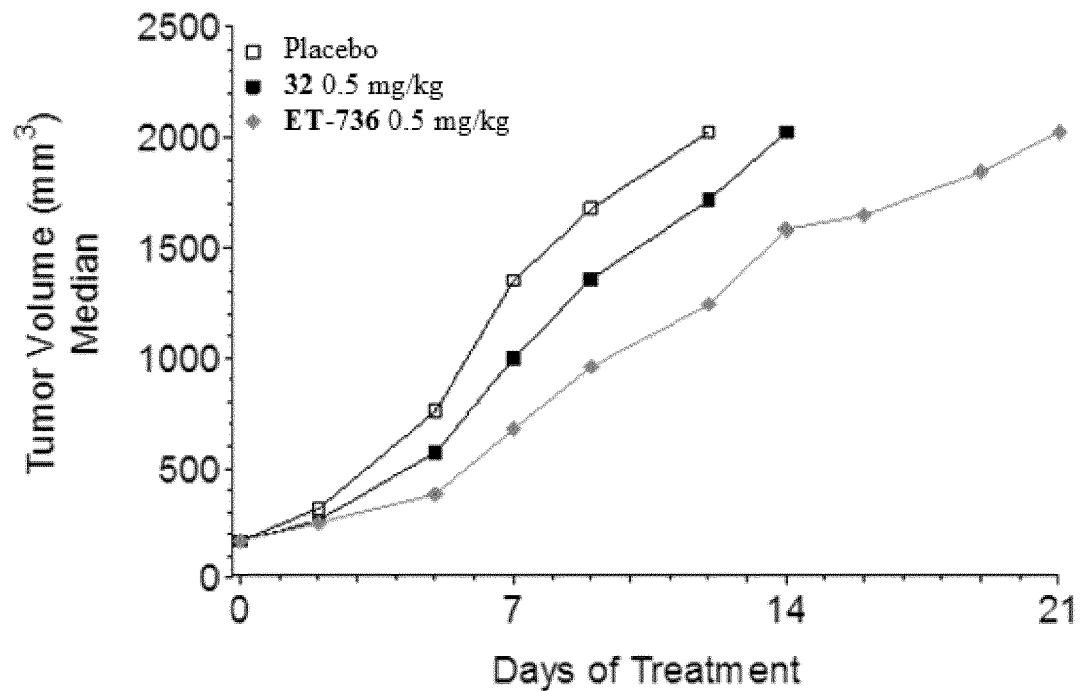 2500
2000
1500
1000
500
0
Tumor Volume (mm³)
Median
Placebo
32 0.5 mg/kg
ET-736 0.5 mg/kg
0 7 14 21
Days of Treatment